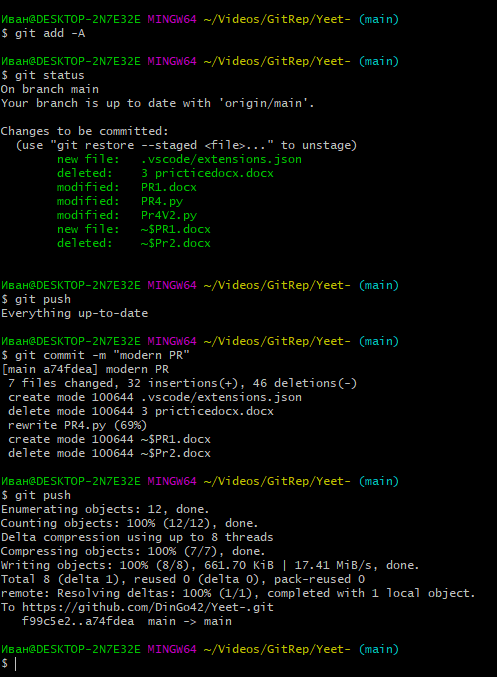 Иван@DESKTOP-2N7E32E MINGW64 ~/Videos/GitRep/Yeet- (main)
$ git add -A
Иван@DESKTOP-2N7E32E MINGW64 ~/Videos/GitRep/Yeet- (main)
$ git status
On branch main
Your branch is up to date with 'origin/main'.
Changes to be committed:
  (use "git restore --staged <file>..." to unstage)
        new file:   .vscode/extensions.json
        deleted:    3 pricticedocx.docx
        modified:   PR1.docx
        modified:   PR4.py
        modified:   Pr4V2.py
        new file:   ~$PR1.docx
        deleted:    ~$Pr2.docx
Иван@DESKTOP-2N7E32E MINGW64 ~/Videos/GitRep/Yeet- (main)
$ git push
Everything up-to-date
Иван@DESKTOP-2N7E32E MINGW64 ~/Videos/GitRep/Yeet- (main)
$ git commit -m "modern PR"
[main a74fdea] modern PR
 7 files changed, 32 insertions(+), 46 deletions(-)
 create mode 100644 .vscode/extensions.json
 delete mode 100644 3 pricticedocx.docx
 rewrite PR4.py (69%)
 create mode 100644 ~$PR1.docx
 delete mode 100644 ~$Pr2.docx
Иван@DESKTOP-2N7E32E MINGW64 ~/Videos/GitRep/Yeet- (main)
$ git push
Enumerating objects: 12, done.
Counting objects: 100% (12/12), done.
Delta compression using up to 8 threads
Compressing objects: 100% (7/7), done.
Writing objects: 100% (8/8), 661.70 KiB | 17.41 MiB/s, done.
Total 8 (delta 1), reused 0 (delta 0), pack-reused 0
remote: Resolving deltas: 100% (1/1), completed with 1 local object.
To https://github.com/DinGo42/Yeet-.git
   f99c5e2..a74fdea  main -> main
Иван@DESKTOP-2N7E32E MINGW64 ~/Videos/GitRep/Yeet- (main)
$